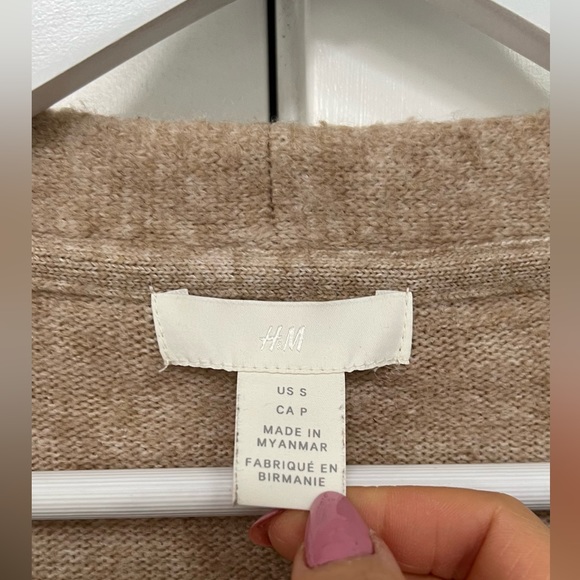 H&M
US S
CA P
MADE IN
MYANMAR
FABRIQUÉ EN
BIRMANIE